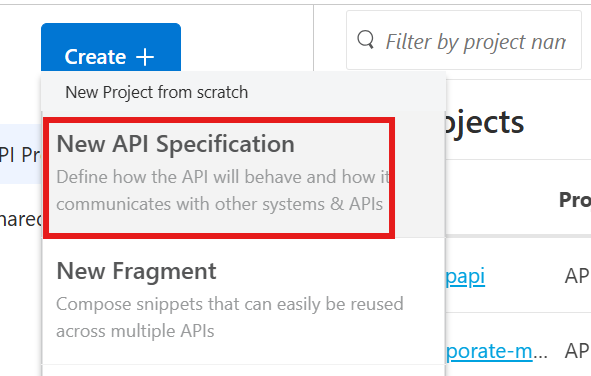 Create +
Filter by project nam
New Project from scratch
New API Specification
Define how the API will behave and how it
communicates with other systems & APIs
New Fragment
Compose snippets that can easily be reused
across multiple APIs
PI Pr
hared
ojects
Pro
papi
AP
porate-m...
AP